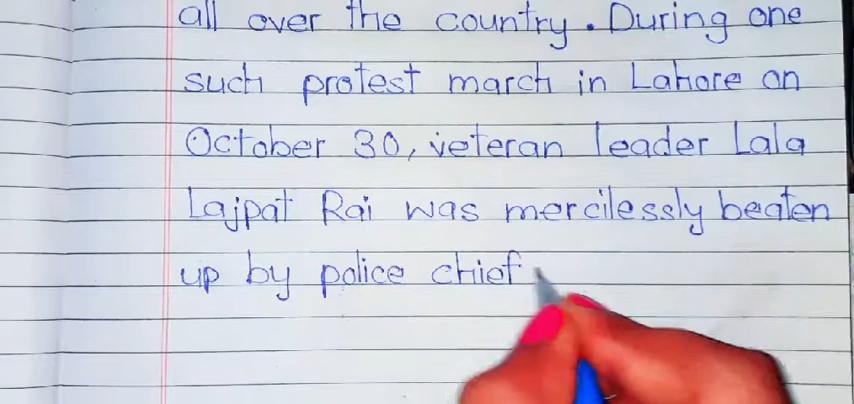 all over the country. During one
such protest march in Lahore on
October 30, veteran leader Lala
Lajpat Rai was mercilessly beaten
up by police chief